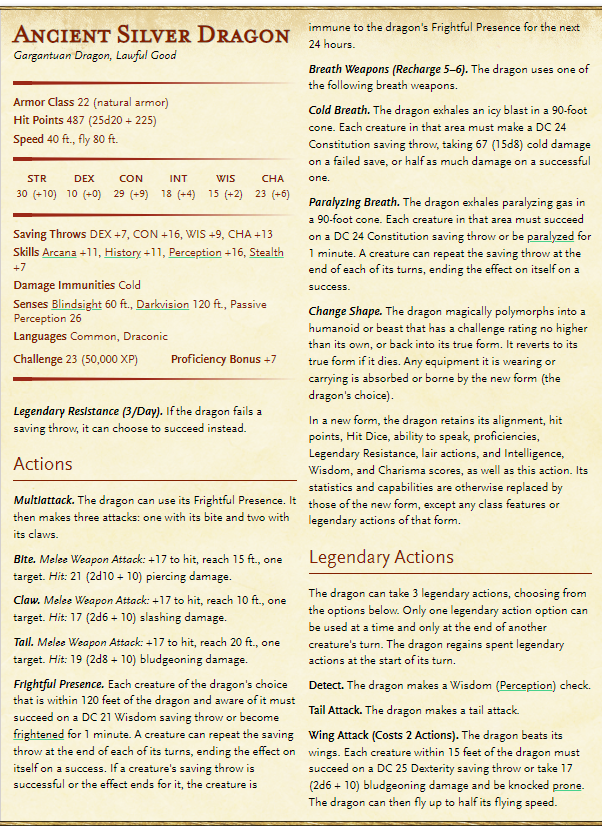 Ancient Silver Dragon
Gargantuan Dragon, Lawful Good
Armor Class 22 (natural armor)
Hit Points 487 (25d20 + 225)
Speed 40 ft., fly 80 ft.
STR DEX CON INT WIS CHA
30 (+10) 10 (+0) 29 (+9) 18 (+4) 15 (+2) 23 (+6)
Saving Throws DEX +7, CON +16, WIS +9, CHA +13
Skills Arcana +11, History +11, Perception +16, Stealth
+7
Damage Immunities Cold
Senses Blindsight 60 ft., Darkvision 120 ft., Passive
Perception 26
Languages Common, Draconic
Challenge 23 (50,000 XP) Proficiency Bonus +7
Legendary Resistance (3/Day). If the dragon fails a
saving throw, it can choose to succeed instead.
Actions
Multiattack. The dragon can use its Frightful Presence. It
then makes three attacks: one with its bite and two with
its claws.
Bite. Melee Weapon Attack: +17 to hit, reach 15 ft., one
target. Hit: 21 (2d10 + 10) piercing damage.
Claw. Melee Weapon Attack: +17 to hit, reach 10 ft., one
target. Hit: 17 (2d6 + 10) slashing damage.
Tail. Melee Weapon Attack: +17 to hit, reach 20 ft., one
target. Hit: 19 (2d8 + 10) bludgeoning damage.
Frightful Presence. Each creature of the dragon's choice
that is within 120 feet of the dragon and aware of it must
succeed on a DC 21 Wisdom saving throw or become
frightened for 1 minute. A creature can repeat the saving
throw at the end of each of its turns, ending the effect on
itself on a success. If a creature's saving throw is
successful or the effect ends for it, the creature is
immune to the dragon's Frightful Presence for the next
24 hours.
Breath Weapons (Recharge 5–6). The dragon uses one of
the following breath weapons.
Cold Breath. The dragon exhales an icy blast in a 90-foot
cone. Each creature in that area must make a DC 24
Constitution saving throw, taking 67 (15d8) cold damage
on a failed save, or half as much damage on a successful
one.
Paralyzing Breath. The dragon exhales paralyzing gas in
a 90-foot cone. Each creature in that area must succeed
on a DC 24 Constitution saving throw or be paralyzed for
1 minute. A creature can repeat the saving throw at the
end of each of its turns, ending the effect on itself on a
success.
Change Shape. The dragon magically polymorphs into a
humanoid or beast that has a challenge rating no higher
than its own, or back into its true form. It reverts to its
true form if it dies. Any equipment it is wearing or
carrying is absorbed or borne by the new form (the
dragon's choice).
In a new form, the dragon retains its alignment, hit
points, Hit Dice, ability to speak, proficiencies,
Legendary Resistance, lair actions, and Intelligence,
Wisdom, and Charisma scores, as well as this action. Its
statistics and capabilities are otherwise replaced by
those of the new form, except any class features or
legendary actions of that form.
Legendary Actions
The dragon can take 3 legendary actions, choosing from
the options below. Only one legendary action option can
be used at a time and only at the end of another
creature's turn. The dragon regains spent legendary
actions at the start of its turn.
Detect. The dragon makes a Wisdom (Perception) check.
Tail Attack. The dragon makes a tail attack.
Wing Attack (Costs 2 Actions). The dragon beats its
wings. Each creature within 15 feet of the dragon must
succeed on a DC 25 Dexterity saving throw or take 17
(2d6 + 10) bludgeoning damage and be knocked prone.
The dragon can then fly up to half its flying speed.